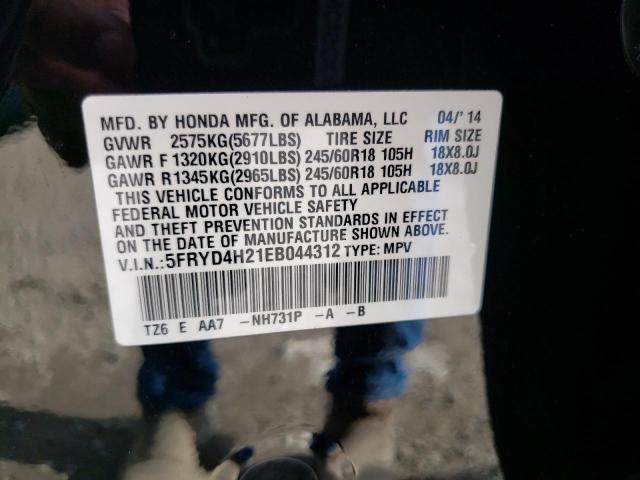 MFD. BY HONDA MFG. OF ALABAMA, LLC 04/'14
GVWR 2575KG(5677LBS) TIRE SIZE RIM SIZE
GAWR F 1320KG(2910LBS) 245/60R18 105H 18X8.0J
GAWR R 1345KG(2965LBS) 245/60R18 105H 18X8.0J
THIS VEHICLE CONFORMS TO ALL APPLICABLE
FEDERAL MOTOR VEHICLE SAFETY
AND THEFT PREVENTION STANDARDS IN EFFECT
ON THE DATE OF MANUFACTURE SHOWN ABOVE.
V.I.N.: 5FRYD4H21EB044312 TYPE: MPV
TZ6 E AA7 -NH731P -A -B